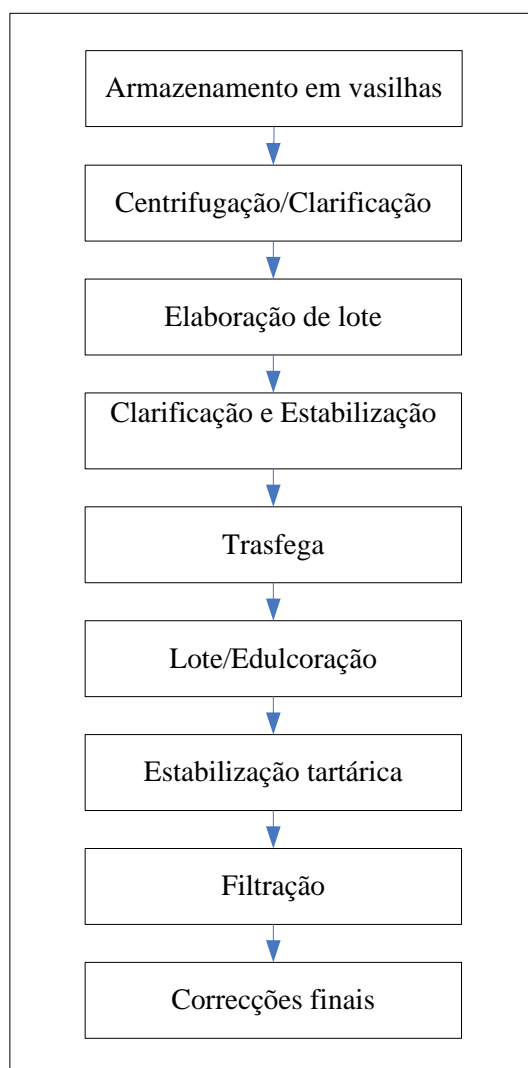 Armazenamento em vasilhas
Centrifugação/Clarificação
Elaboração de lote
Clarificação e Estabilização
Trasfega
Lote/Edulcoração
Estabilização tartárica
Filtração
Correcções finais